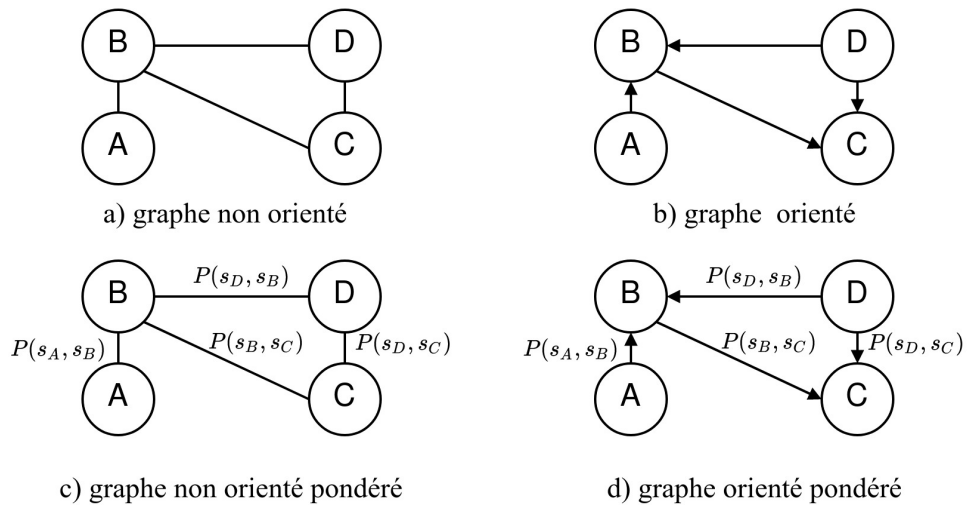 B D B D
A C A C
a) graphe non orienté b) graphe orienté
B P(s_D, s_B) D B P(s_D, s_B) D
P(s_A, s_B) P(s_B, s_C) P(s_D, s_C) P(s_A, s_B) P(s_B, s_C) P(s_D, s_C)
A C A C
c) graphe non orienté pondéré d) graphe orienté pondéré